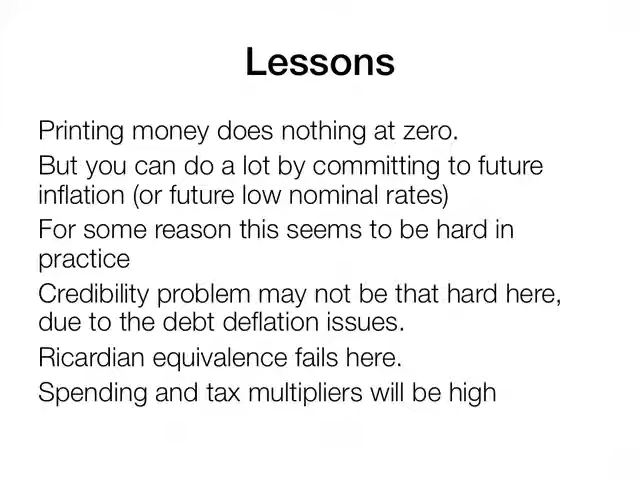 Lessons
Printing money does nothing at zero.
But you can do a lot by committing to future
inflation (or future low nominal rates)
For some reason this seems to be hard in
practice
Credibility problem may not be that hard here,
due to the debt deflation issues.
Ricardian equivalence fails here.
Spending and tax multipliers will be high